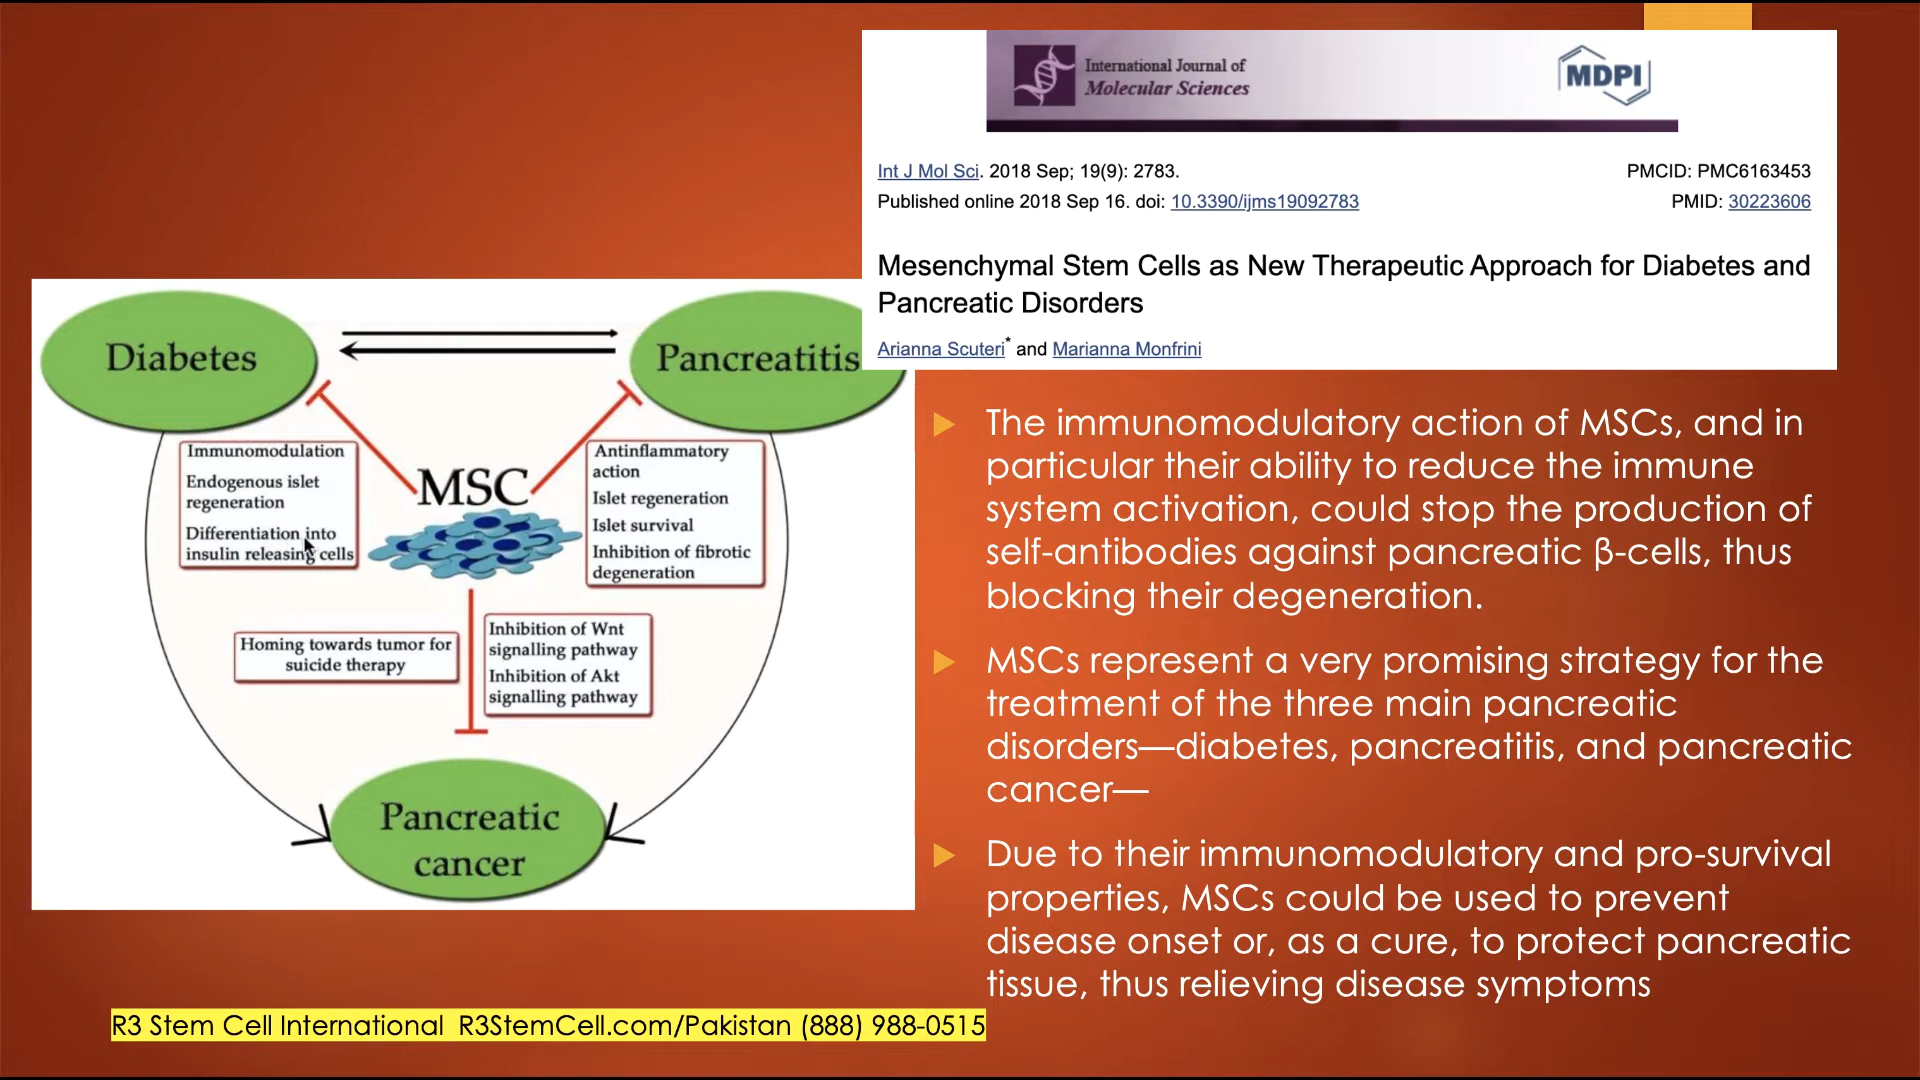 International Journal of
Molecular Sciences
MDPI
Int J Mol Sci. 2018 Sep; 19(9): 2783.
PMCID: PMC6163453
Published online 2018 Sep 16. doi: 10.3390/ijms19092783
PMID: 30223606
Mesenchymal Stem Cells as New Therapeutic Approach for Diabetes and
Pancreatic Disorders
Arianna Scuteri* and Marianna Monfrini
Diabetes
Pancreatitis
Immunomodulation
Endogenous islet
regeneration
Differentiation into
insulin releasing cells
MSC
Antinflammatory
action
Islet regeneration
Islet survival
Inhibition of fibrotic
degeneration
Homing towards tumor for
suicide therapy
Inhibition of Wnt
signalling pathway
Inhibition of Akt
signalling pathway
Pancreatic
cancer
The immunomodulatory action of MSCs, and in
particular their ability to reduce the immune
system activation, could stop the production of
self-antibodies against pancreatic β-cells, thus
blocking their degeneration.
MSCs represent a very promising strategy for the
treatment of the three main pancreatic
disorders—diabetes, pancreatitis, and pancreatic
cancer—
Due to their immunomodulatory and pro-survival
properties, MSCs could be used to prevent
disease onset or, as a cure, to protect pancreatic
tissue, thus relieving disease symptoms
R3 Stem Cell International R3StemCell.com/Pakistan (888) 988-0515